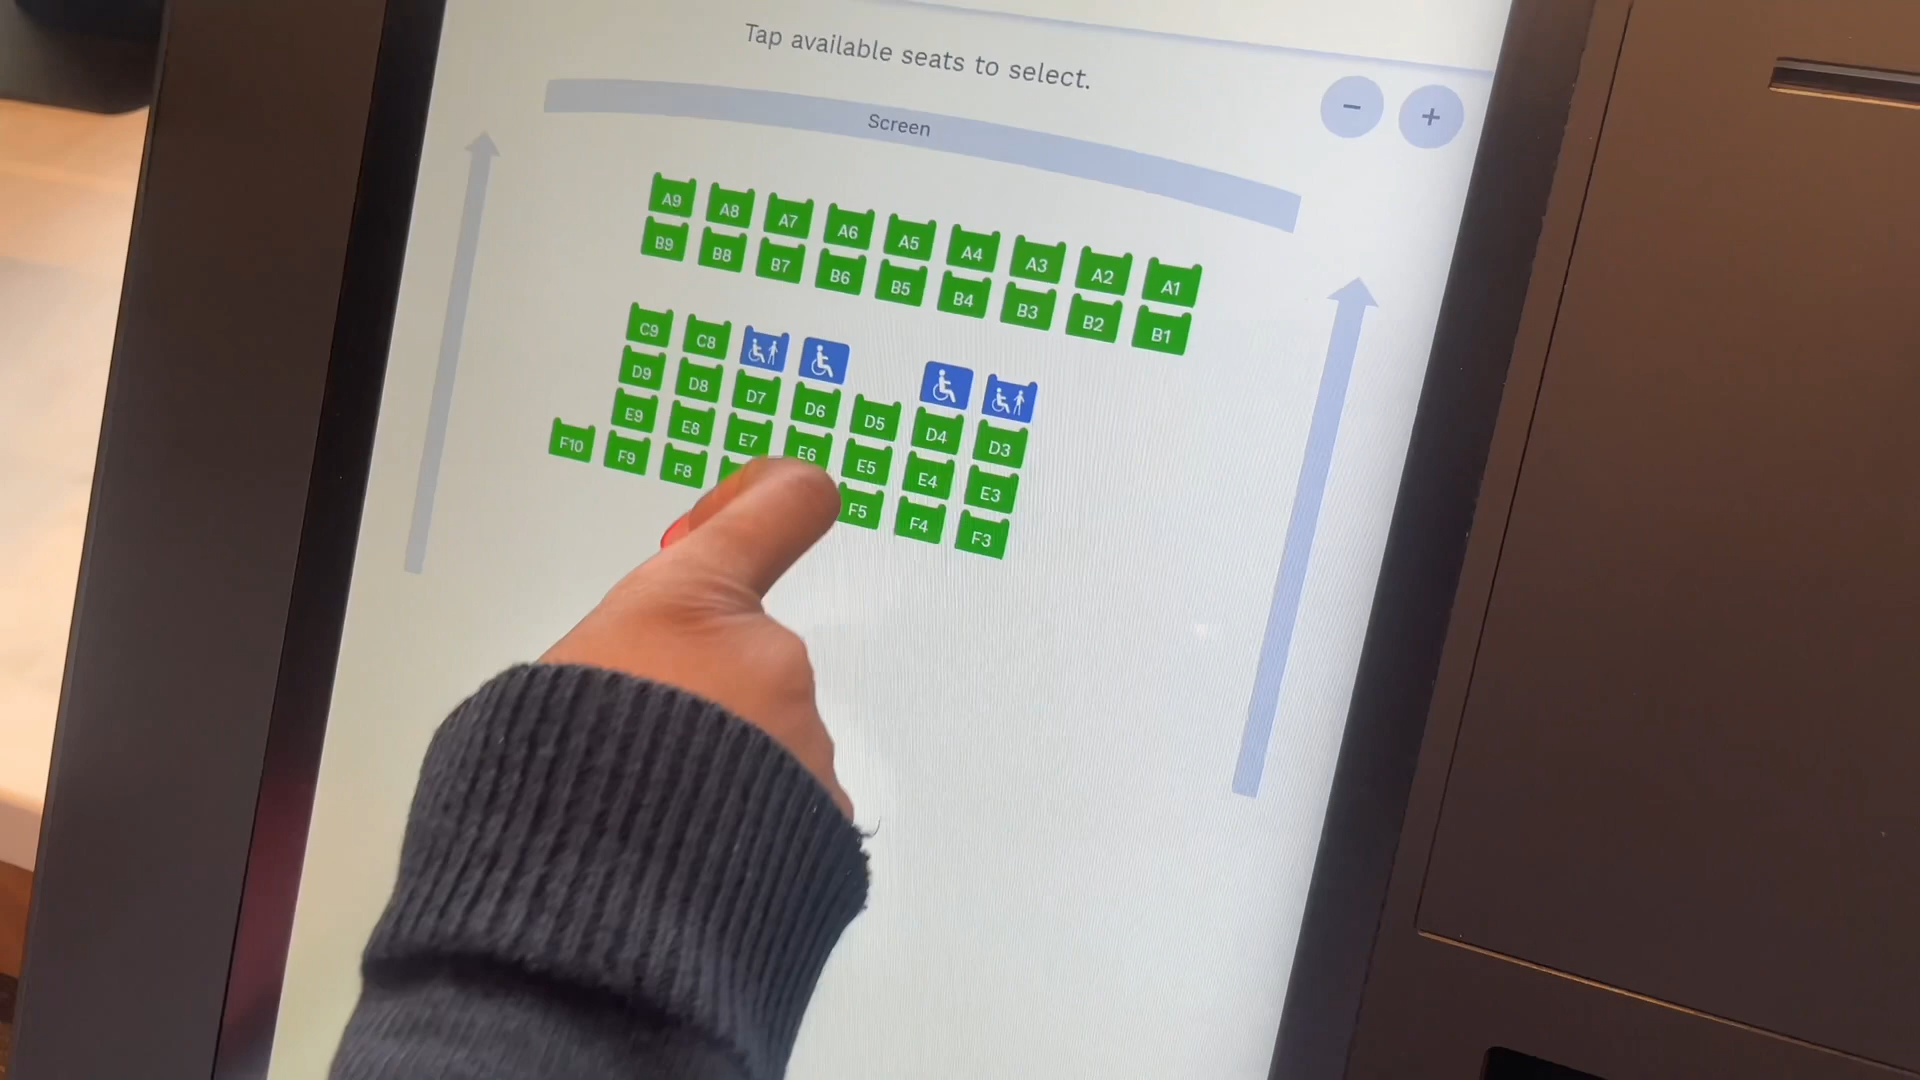 Tap available seats to select.
− +
Screen
A9 A8 A7 A6 A5 A4 A3 A2 A1
B9 B8 B7 B6 B5 B4 B3 B2 B1
C9 C8
D9 D8 D7 D6 D5 D4 D3
E9 E8 E7 E6 E5 E4 E3
F10 F9 F8 F5 F4 F3